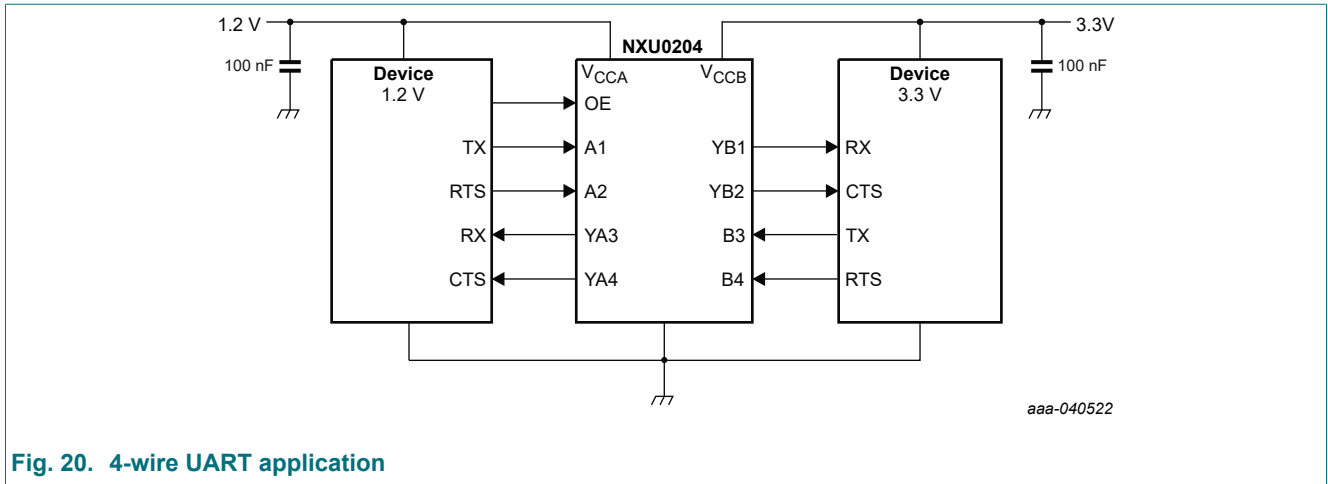 1.2 V
3.3V
NXU0204
100 nF
Device
1.2 V
VCCA
VCCB
Device
3.3 V
100 nF
OE
TX
A1
YB1
RX
RTS
A2
YB2
CTS
RX
YA3
B3
TX
CTS
YA4
B4
RTS
aaa-040522
Fig. 20. 4-wire UART application